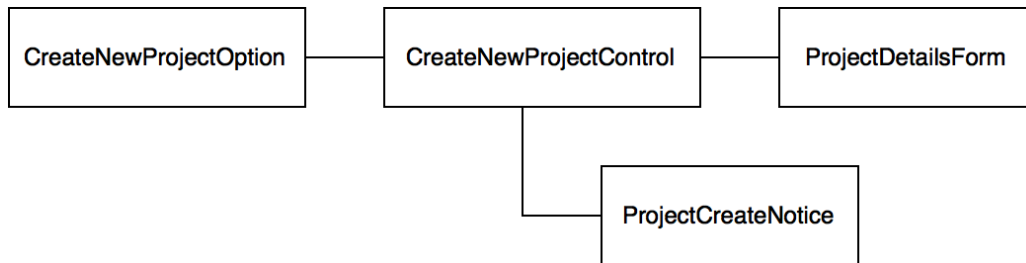 CreateNewProjectOption
CreateNewProjectControl
ProjectDetailsForm
ProjectCreateNotice